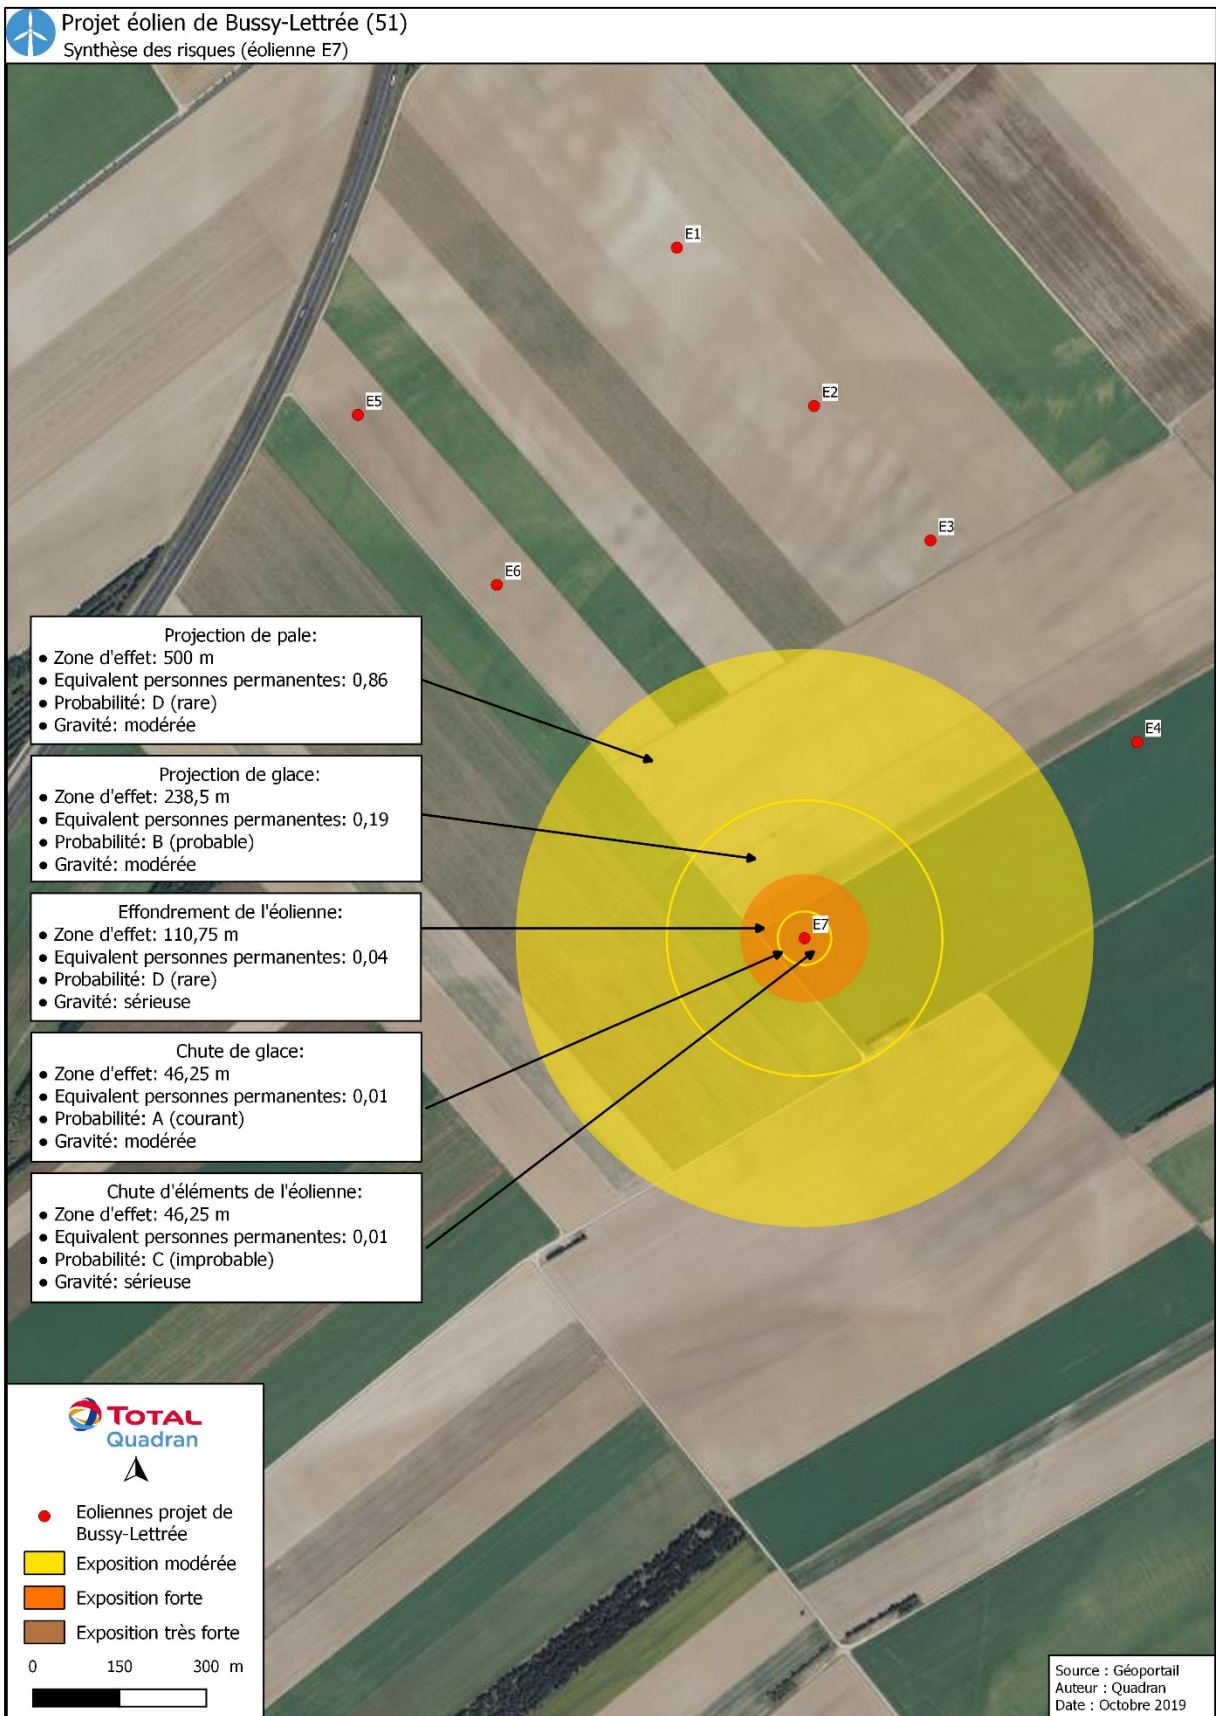 Projet éolien de Bussy-Lettrée (51)
Synthèse des risques (éolienne E7)
E1
E2
E5
E3
E6
E4
E7
Projection de pale:
• Zone d'effet: 500 m
• Equivalent personnes permanentes: 0,86
• Probabilité: D (rare)
• Gravité: modérée
Projection de glace:
• Zone d'effet: 238,5 m
• Equivalent personnes permanentes: 0,19
• Probabilité: B (probable)
• Gravité: modérée
Effondrement de l'éolienne:
• Zone d'effet: 110,75 m
• Equivalent personnes permanentes: 0,04
• Probabilité: D (rare)
• Gravité: sérieuse
Chute de glace:
• Zone d'effet: 46,25 m
• Equivalent personnes permanentes: 0,01
• Probabilité: A (courant)
• Gravité: modérée
Chute d'éléments de l'éolienne:
• Zone d'effet: 46,25 m
• Equivalent personnes permanentes: 0,01
• Probabilité: C (improbable)
• Gravité: sérieuse
TOTAL
Quadran
Eoliennes projet de
Bussy-Lettrée
Exposition modérée
Exposition forte
Exposition très forte
0 150 300 m
Source : Géoportail
Auteur : Quadran
Date : Octobre 2019